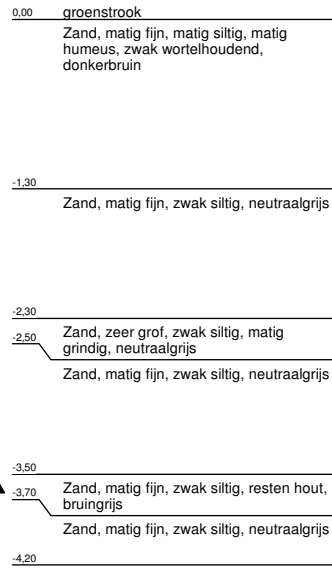 0,00 groenstrook
Zand, matig fijn, matig siltig, matig
humeus, zwak wortelhoudend,
donkerbruin
-1,30
Zand, matig fijn, zwak siltig, neutraalgrijs
-2,30
Zand, zeer grof, zwak siltig, matig
-2,50
grindig, neutraalgrijs
Zand, matig fijn, zwak siltig, neutraalgrijs
-3,50
Zand, matig fijn, zwak siltig, resten hout,
-3,70
bruingrijs
Zand, matig fijn, zwak siltig, neutraalgrijs
-4,20